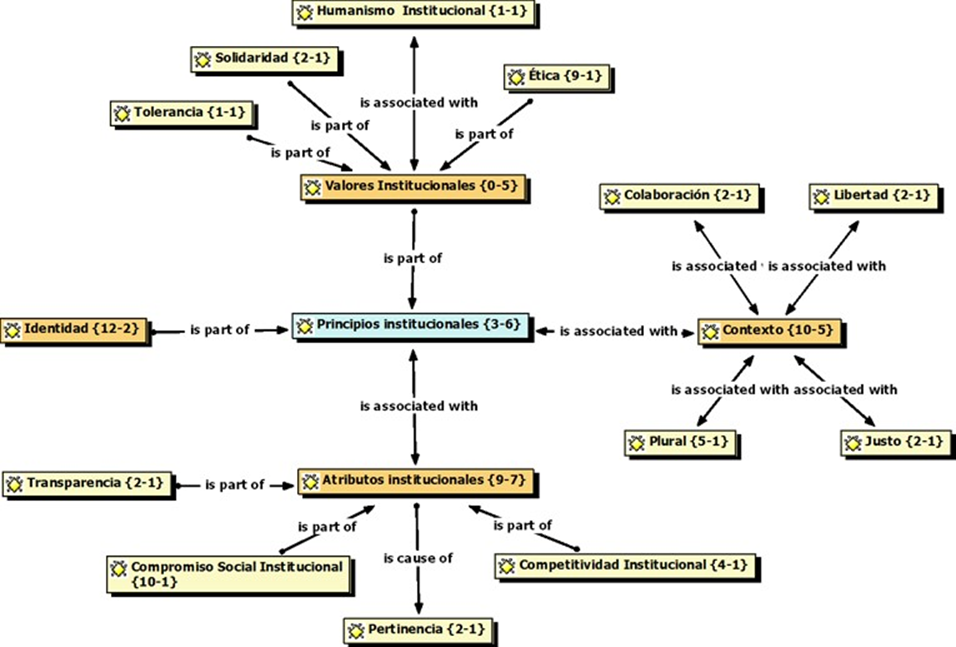 Humanismo Institucional {1-1}
Solidaridad {2-1}
Ética {9-1}
is associated with
Tolerancia {1-1}
is part of
is part of
is part of
Valores Institucionales {0-5}
Colaboración {2-1}
Libertad {2-1}
is part of
is associated
is associated with
Identidad {12-2}
is part of
Principios institucionales {3-6}
is associated with
Contexto {10-5}
is associated with
is associated with
associated with
Plural {5-1}
Justo {2-1}
Transparencia {2-1}
is part of
Atributos institucionales {9-7}
is part of
is part of
is cause of
Compromiso Social Institucional
{10-1}
Competitividad Institucional {4-1}
Pertinencia {2-1}